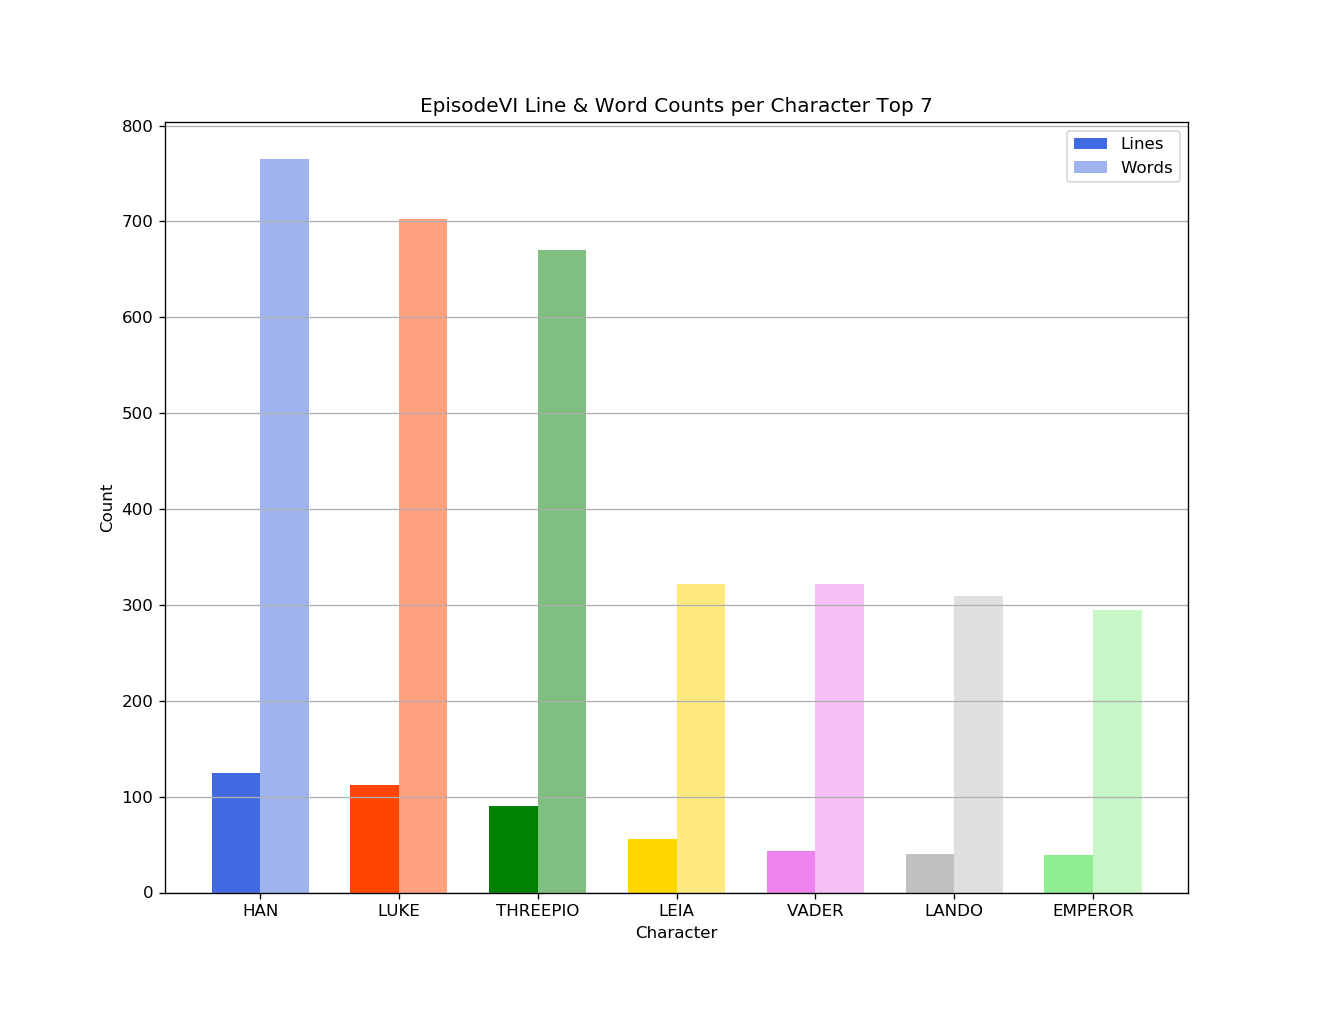 EpisodeVI Line & Word Counts per Character Top 7
Lines
Words
800
700
600
500
400
300
200
100
0
Count
HAN LUKE THREEPIO LEIA VADER LANDO EMPEROR
Character